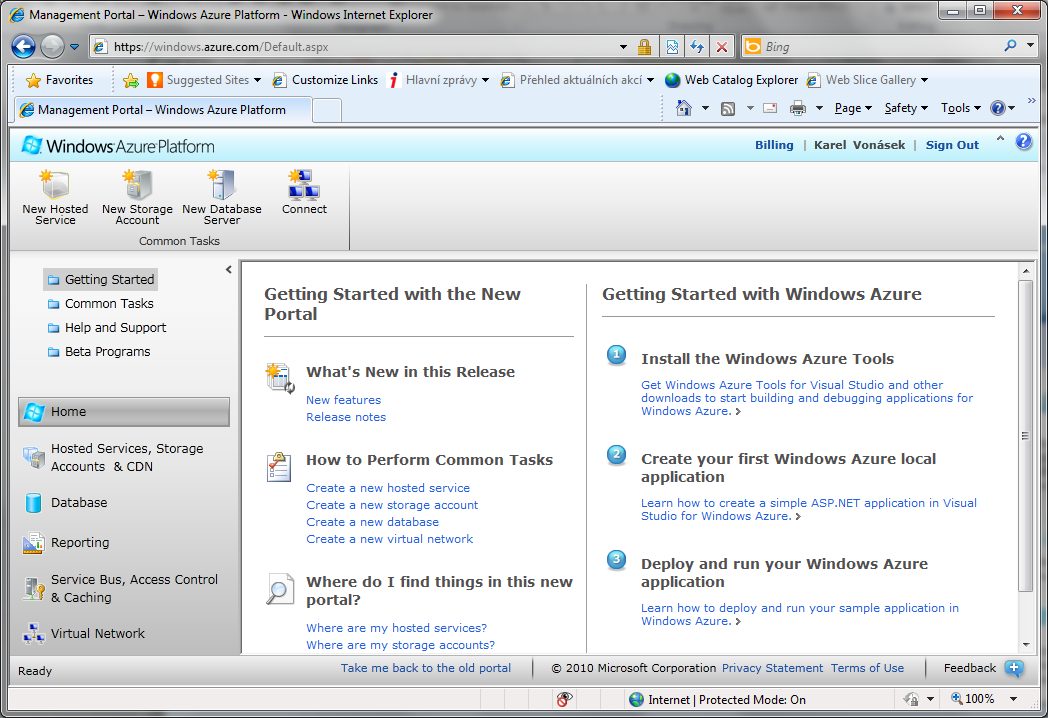 Management Portal – Windows Azure Platform - Windows Internet Explorer
https://windows.azure.com/Default.aspx
Bing
Favorites
Suggested Sites
Customize Links
Hlavní zprávy
Přehled aktuálních akcí
Web Catalog Explorer
Web Slice Gallery
Management Portal – Windows Azure Platform
Page
Safety
Tools
Windows Azure Platform
Billing | Karel Vonásek | Sign Out
New Hosted
Service
New Storage
Account
New Database
Server
Connect
Common Tasks
Getting Started
Common Tasks
Help and Support
Beta Programs
Home
Hosted Services, Storage
Accounts & CDN
Database
Reporting
Service Bus, Access Control
& Caching
Virtual Network
Getting Started with the New
Portal
What's New in this Release
New features
Release notes
How to Perform Common Tasks
Create a new hosted service
Create a new storage account
Create a new database
Create a new virtual network
Where do I find things in this new
portal?
Where are my hosted services?
Where are my storage accounts?
Getting Started with Windows Azure
1
Install the Windows Azure Tools
Get Windows Azure Tools for Visual Studio and other
downloads to start building and debugging applications for
Windows Azure.
2
Create your first Windows Azure local
application
Learn how to create a simple ASP.NET application in Visual
Studio for Windows Azure.
3
Deploy and run your Windows Azure
application
Learn how to deploy and run your sample application in
Windows Azure.
Ready
Take me back to the old portal
© 2010 Microsoft Corporation Privacy Statement Terms of Use
Feedback
Internet | Protected Mode: On
100%